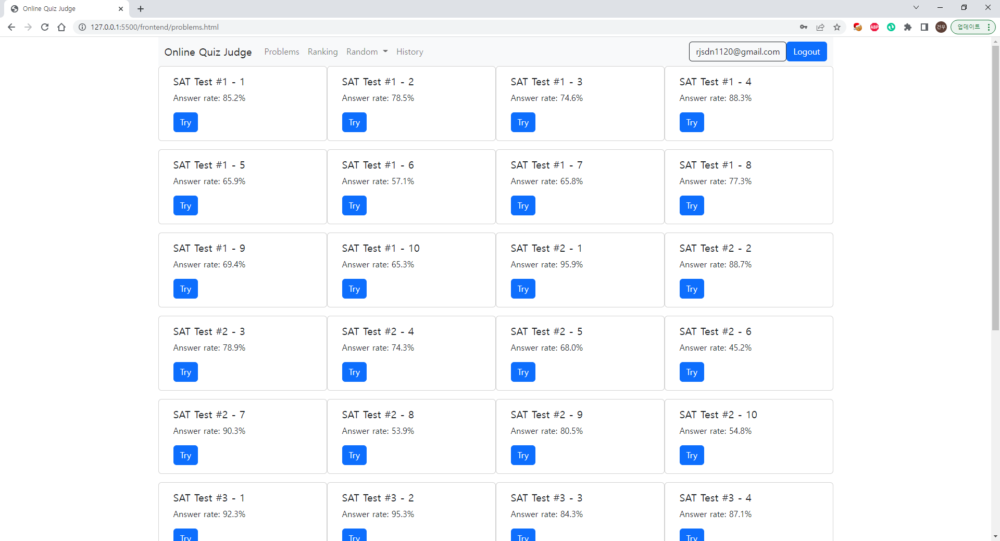 Online Quiz Judge
127.0.0.1:5500/frontend/problems.html
ABP
건우
업데이트
Online Quiz Judge Problems Ranking Random History rjsdn1120@gmail.com Logout
SAT Test #1 - 1 SAT Test #1 - 2 SAT Test #1 - 3 SAT Test #1 - 4
Answer rate: 85.2% Answer rate: 78.5% Answer rate: 74.6% Answer rate: 88.3%
Try Try Try Try
SAT Test #1 - 5 SAT Test #1 - 6 SAT Test #1 - 7 SAT Test #1 - 8
Answer rate: 65.9% Answer rate: 57.1% Answer rate: 65.8% Answer rate: 77.3%
Try Try Try Try
SAT Test #1 - 9 SAT Test #1 - 10 SAT Test #2 - 1 SAT Test #2 - 2
Answer rate: 69.4% Answer rate: 65.3% Answer rate: 95.9% Answer rate: 88.7%
Try Try Try Try
SAT Test #2 - 3 SAT Test #2 - 4 SAT Test #2 - 5 SAT Test #2 - 6
Answer rate: 78.9% Answer rate: 74.3% Answer rate: 68.0% Answer rate: 45.2%
Try Try Try Try
SAT Test #2 - 7 SAT Test #2 - 8 SAT Test #2 - 9 SAT Test #2 - 10
Answer rate: 90.3% Answer rate: 53.9% Answer rate: 80.5% Answer rate: 54.8%
Try Try Try Try
SAT Test #3 - 1 SAT Test #3 - 2 SAT Test #3 - 3 SAT Test #3 - 4
Answer rate: 92.3% Answer rate: 95.3% Answer rate: 84.3% Answer rate: 87.1%
Try Try Try Try